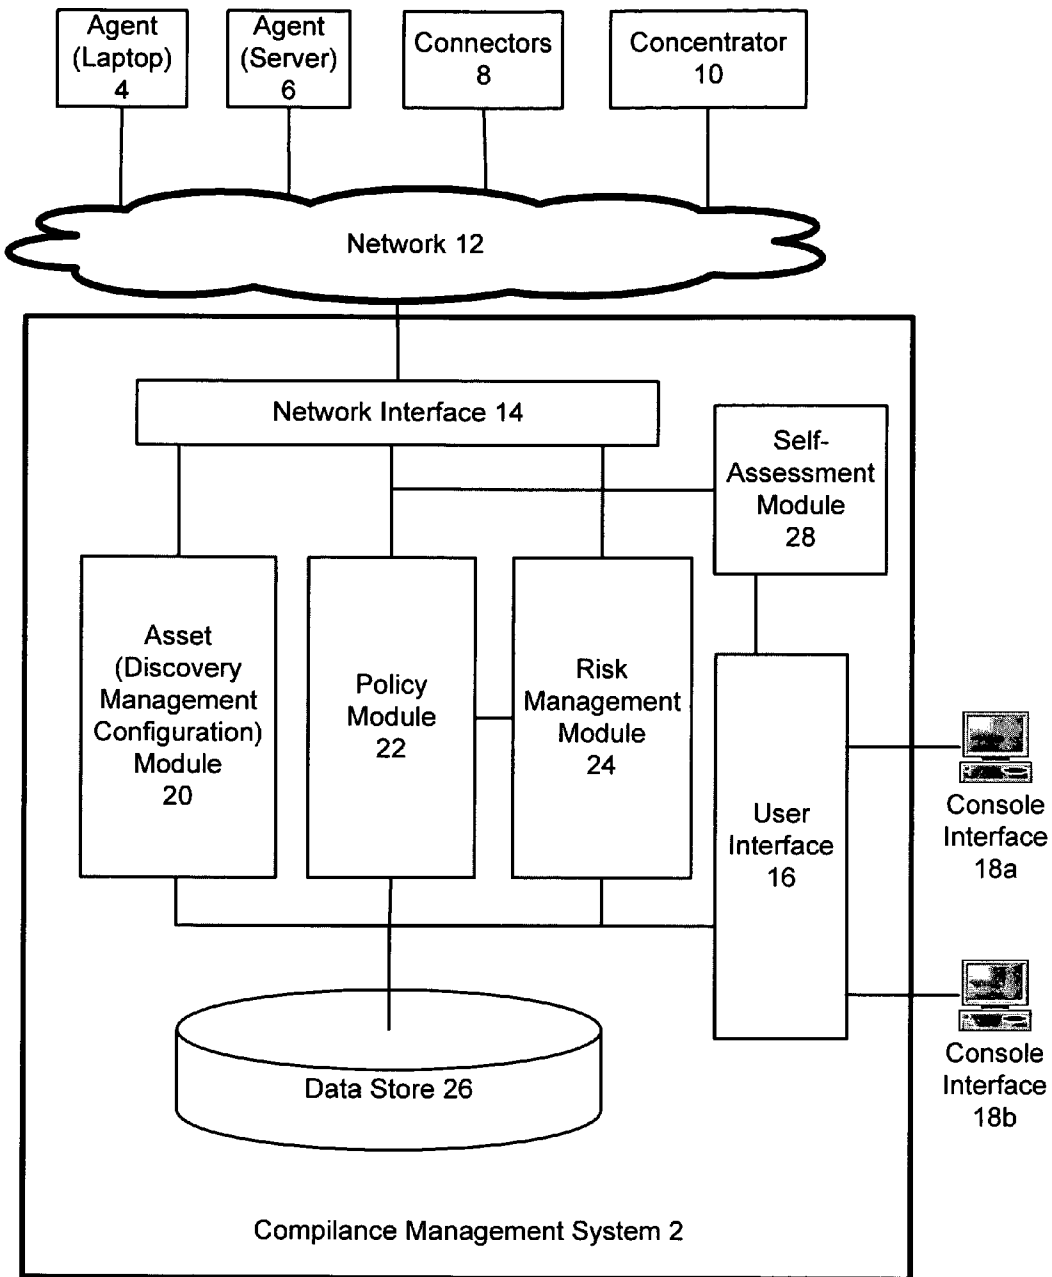 Agent
(Laptop)
4
Agent
(Server)
6
Connectors
8
Concentrator
10
Network 12
Network Interface 14
Self-
Assessment
Module
28
Asset
(Discovery
Management
Configuration)
Module
20
Policy
Module
22
Risk
Management
Module
24
User
Interface
16
Console
Interface
18a
Console
Interface
18b
Data Store 26
Compilance Management System 2